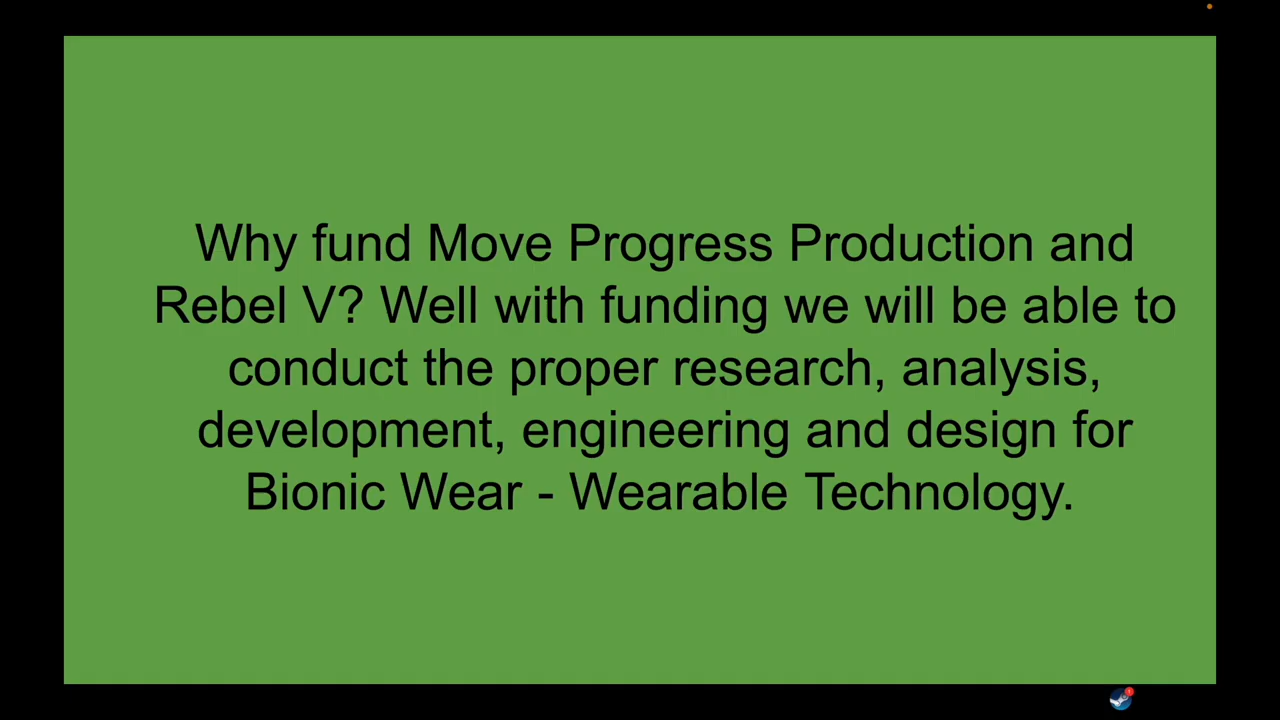 Why fund Move Progress Production and
Rebel V? Well with funding we will be able to
conduct the proper research, analysis,
development, engineering and design for
Bionic Wear - Wearable Technology.